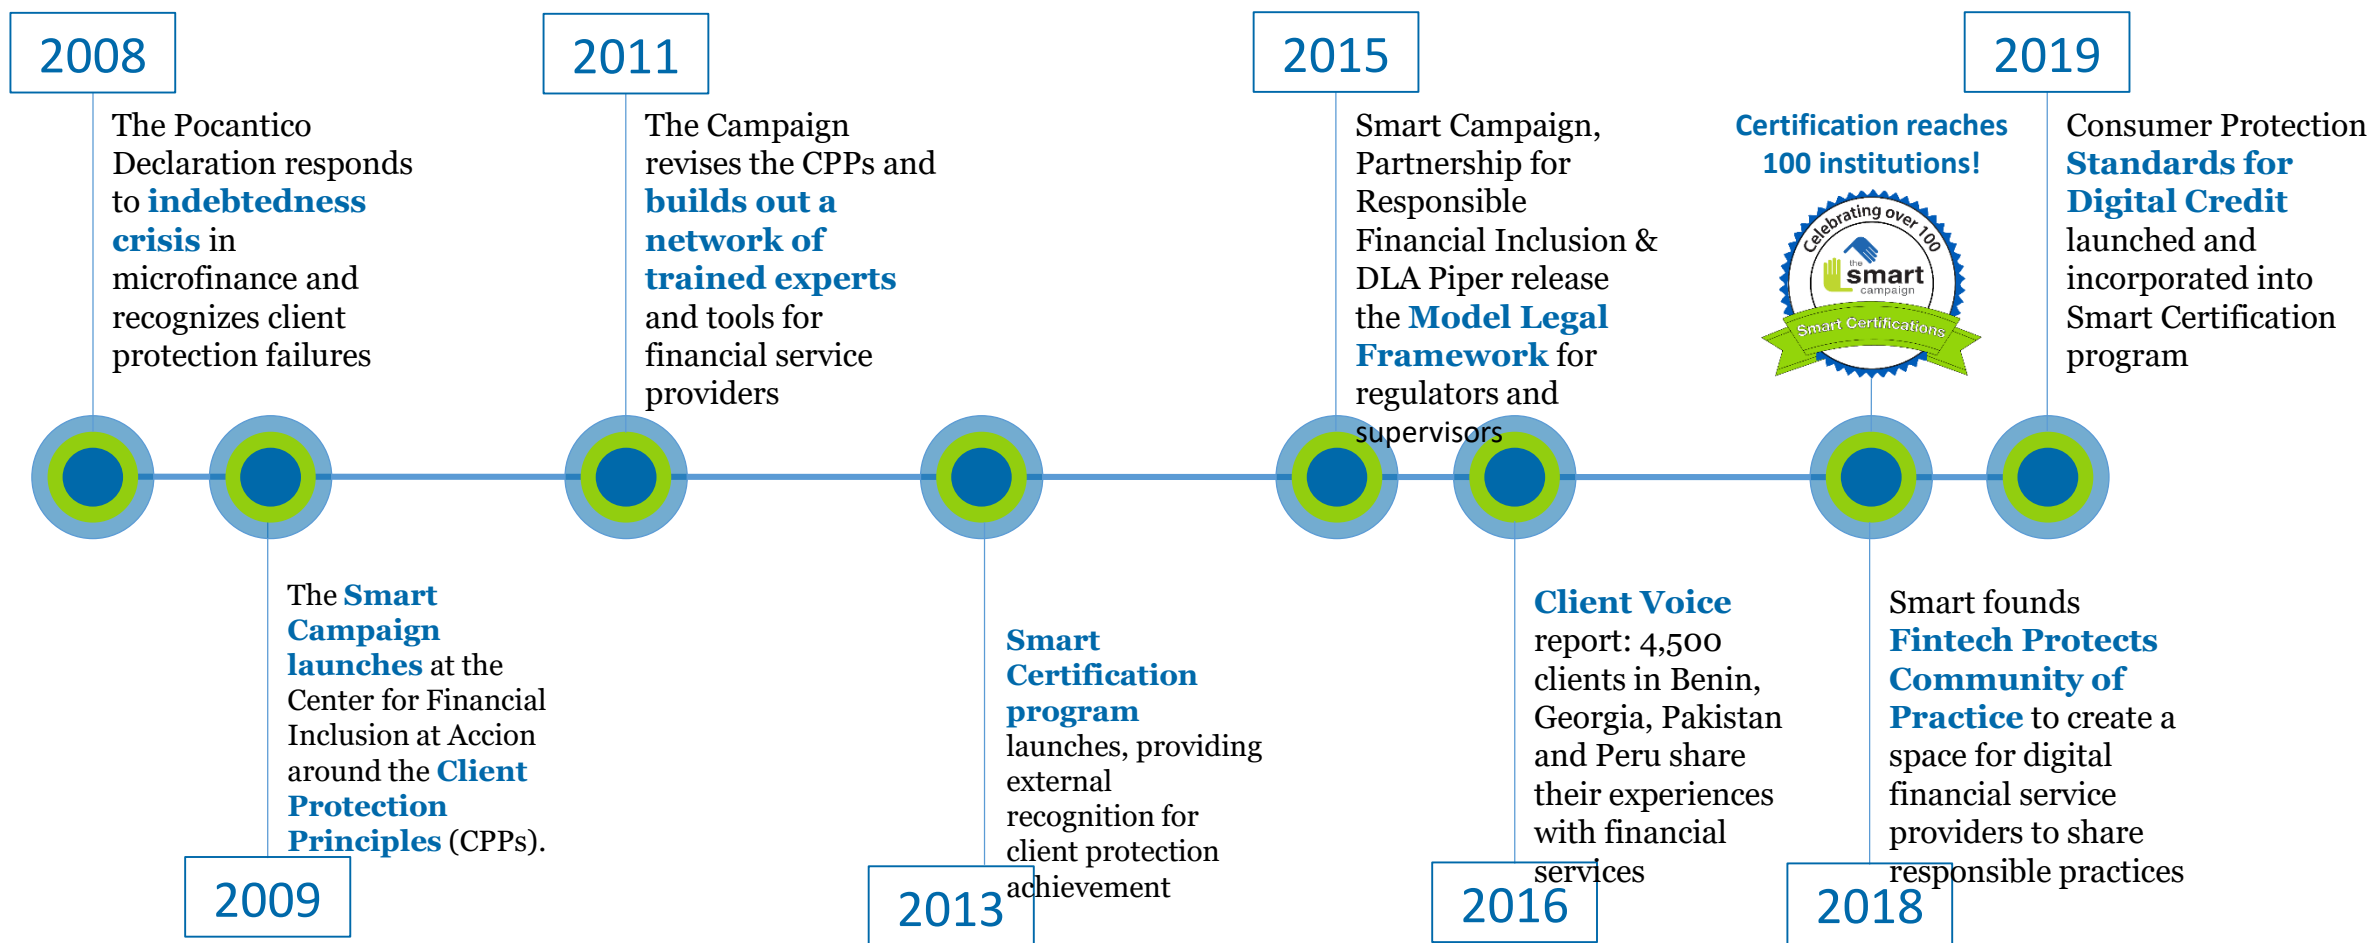 2008
The Pocantico
Declaration responds
to indebtedness
crisis in
microfinance and
recognizes client
protection failures
The Smart
Campaign
launches at the
Center for Financial
Inclusion at Accion
around the Client
Protection
Principles (CPPs).
2009
2011
The Campaign
revises the CPPs and
builds out a
network of
trained experts
and tools for
financial service
providers
Smart
Certification
program
launches, providing
external
recognition for
client protection
achievement
2013
2015
Smart Campaign,
Partnership for
Responsible
Financial Inclusion &
DLA Piper release
the Model Legal
Framework for
regulators and
supervisors
Client Voice
report: 4,500
clients in Benin,
Georgia, Pakistan
and Peru share
their experiences
with financial
services
2016
Certification reaches
100 institutions!
Celebrating over 100
the
smart
campaign
Smart Certifications
Smart founds
Fintech Protects
Community of
Practice to create a
space for digital
financial service
providers to share
responsible practices
2018
2019
Consumer Protection
Standards for
Digital Credit
launched and
incorporated into
Smart Certification
program